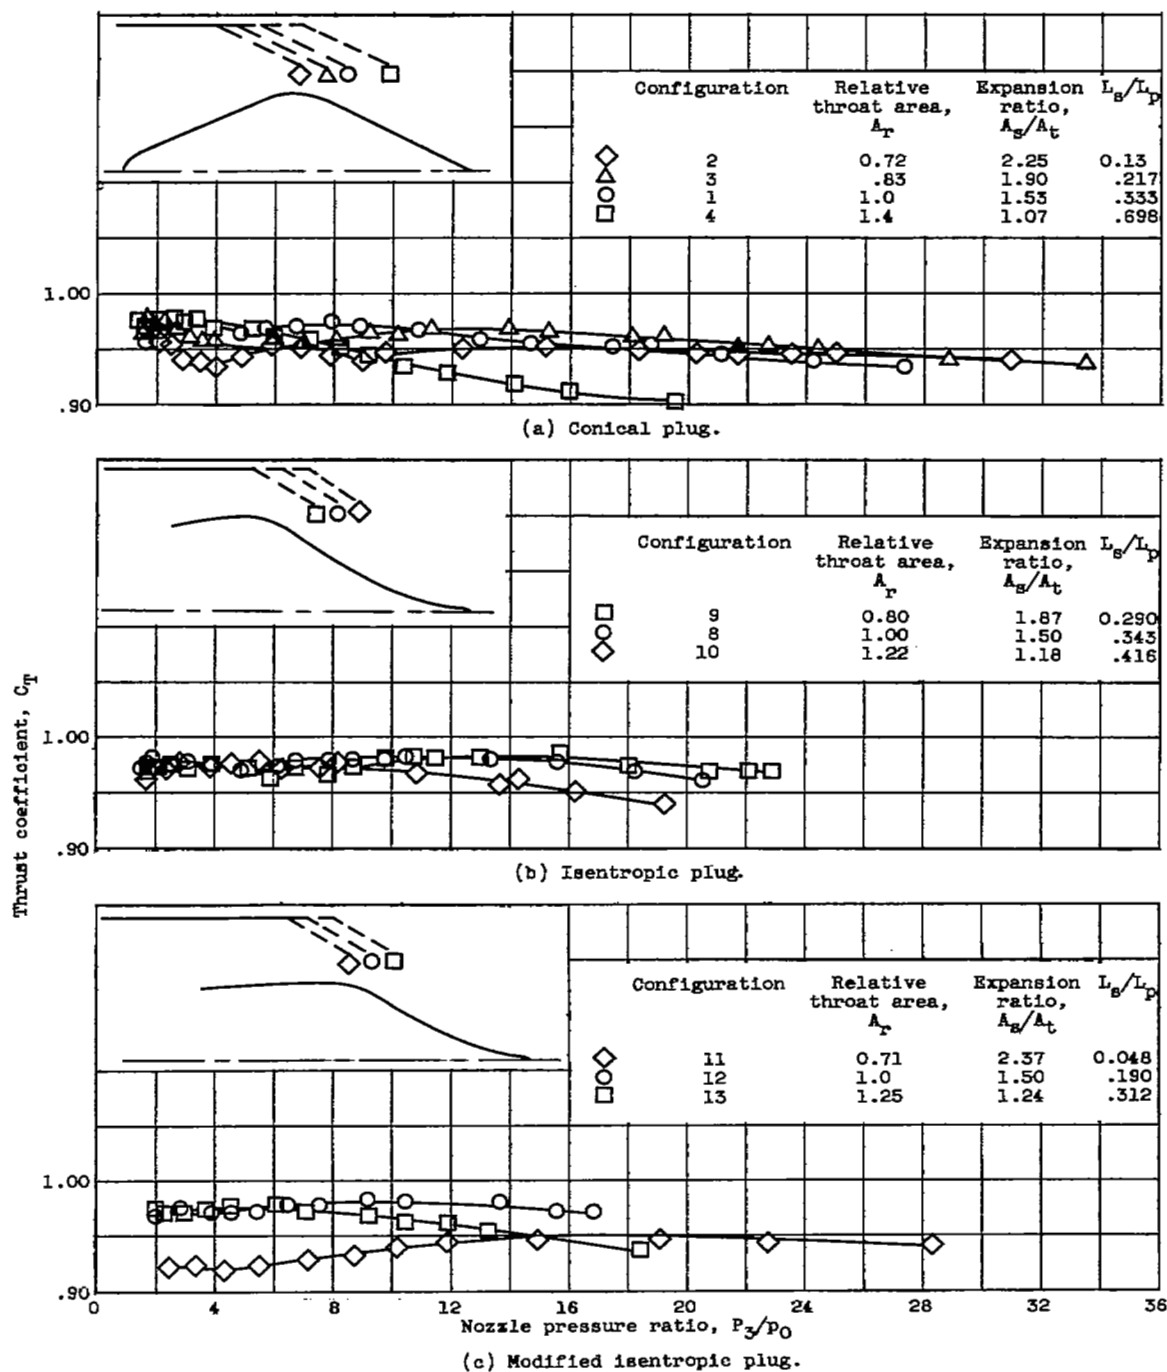 Configuration Relative throat area, A_r Expansion ratio, A_s/A_t L_s/L_p
2 0.72 2.25 0.13
3 .83 1.90 .217
1 1.0 1.53 .333
4 1.4 1.07 .698
1.00
.90
(a) Conical plug.
Configuration Relative throat area, A_r Expansion ratio, A_s/A_t L_s/L_p
9 0.80 1.87 0.290
8 1.00 1.50 .343
10 1.22 1.18 .416
Thrust coefficient, C_T
1.00
.90
(b) Isentropic plug.
Configuration Relative throat area, A_r Expansion ratio, A_s/A_t L_s/L_p
11 0.71 2.37 0.048
12 1.0 1.50 .190
13 1.25 1.24 .312
1.00
.90
0 4 8 12 16 20 24 28 32 36
Nozzle pressure ratio, P_3/p_0
(c) Modified isentropic plug.